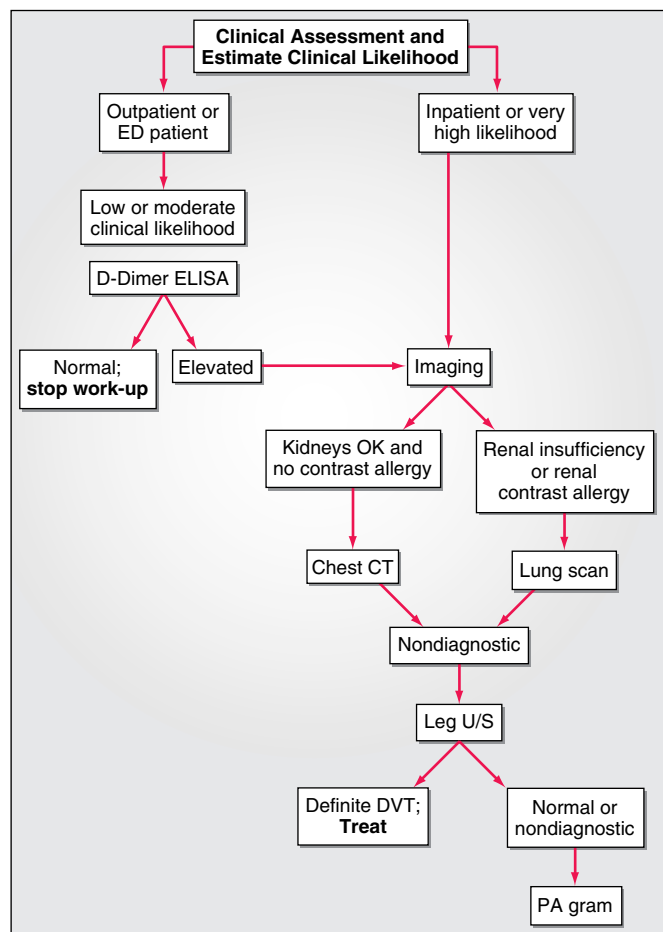 Clinical Assessment and
Estimate Clinical Likelihood
Outpatient or
ED patient
Inpatient or very
high likelihood
Low or moderate
clinical likelihood
D-Dimer ELISA
Normal;
stop work-up
Elevated
Imaging
Kidneys OK and
no contrast allergy
Renal insufficiency
or renal
contrast allergy
Chest CT
Lung scan
Nondiagnostic
Leg U/S
Definite DVT;
Treat
Normal or
nondiagnostic
PA gram